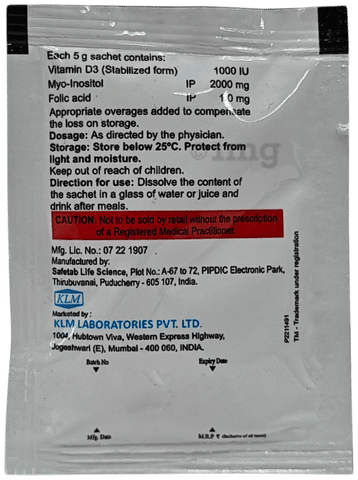 Each 5 g sachet contains:
Vitamin D3 (Stabilized form) 1000 IU
Myo-Inositol IP 2000 mg
Folic acid IP 1.0 mg
Appropriate overages added to compensate
the loss on storage.
Dosage: As directed by the physician.
Storage: Store below 25°C. Protect from
light and moisture.
Keep out of reach of children.
Direction for use: Dissolve the content of
the sachet in a glass of water or juice and
drink after meals.
CAUTION: Not to be sold by retail without the prescription
of a Registered Medical Practitioner.
Mfg. Lic. No.: 07 22 1907
Manufactured by:
Safetab Life Science, Plot No.: A-67 to 72, PIPDIC Electronic Park,
Thirubuvanai, Puducherry - 605 107, India.
KLM
Marketed by :
KLM LABORATORIES PVT. LTD.
1004, Hubtown Viva, Western Express Highway,
Jogeshwari (E), Mumbai - 400 060, INDIA.
Batch No Expiry Date
Mfg. Date M.R.P ₹ (Inclusive of all taxes)
P2211491
TM - Trademark under registration